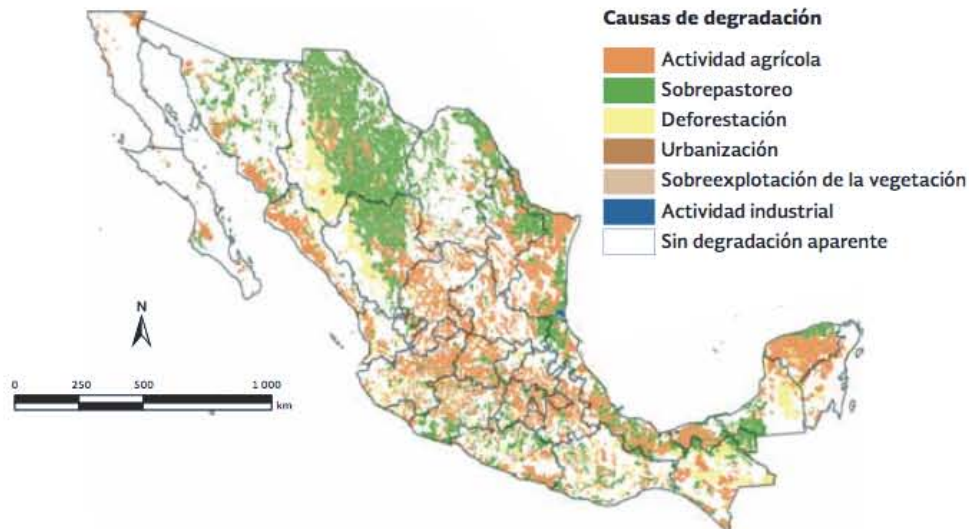 Causas de degradación
Actividad agrícola
Sobrepastoreo
Deforestación
Urbanización
Sobreexplotación de la vegetación
Actividad industrial
Sin degradación aparente
N
0 250 500 1 000
km